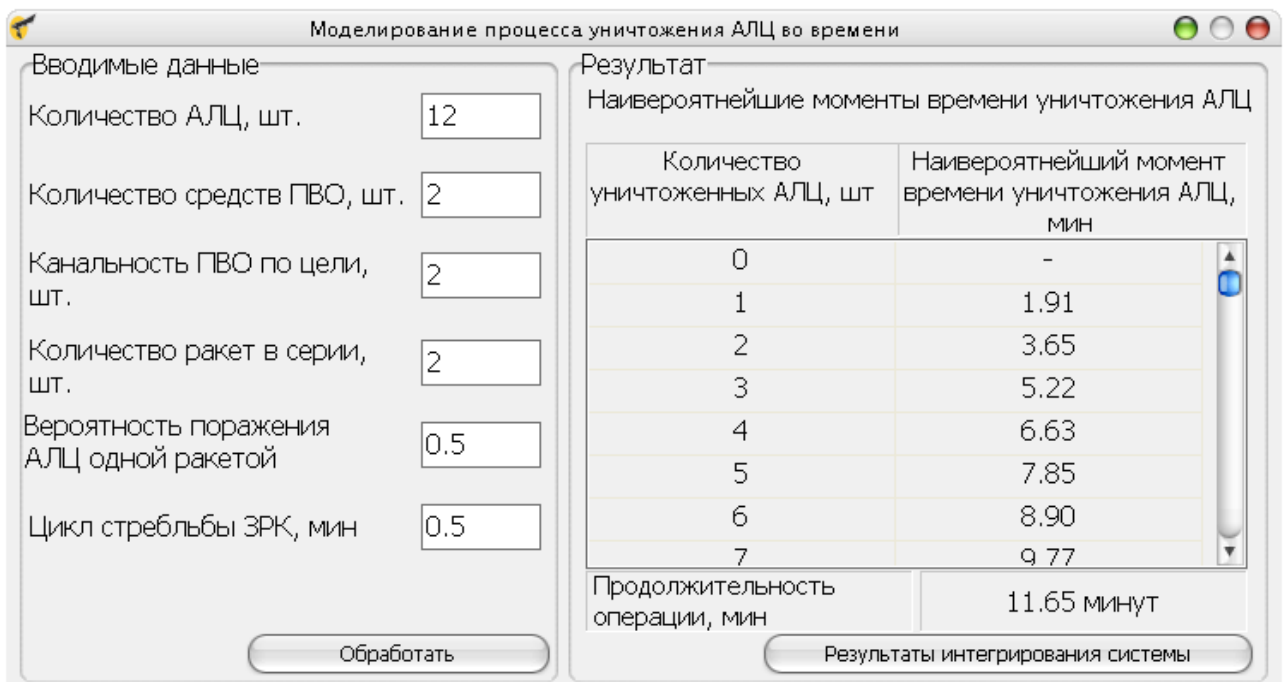 Моделирование процесса уничтожения АЛЦ во времени
Вводимые данные
Количество АЛЦ, шт.
12
Количество средств ПВО, шт.
2
Канальность ПВО по цели,
шт.
2
Количество ракет в серии,
шт.
2
Вероятность поражения
АЛЦ одной ракетой
0.5
Цикл стребльбы ЗРК, мин
0.5
Обработать
Результат
Наивероятнейшие моменты времени уничтожения АЛЦ
Количество
уничтоженных АЛЦ, шт
Наивероятнейший момент
времени уничтожения АЛЦ,
мин
0 -
1 1.91
2 3.65
3 5.22
4 6.63
5 7.85
6 8.90
7 9.77
Продолжительность
операции, мин
11.65 минут
Результаты интегрирования системы